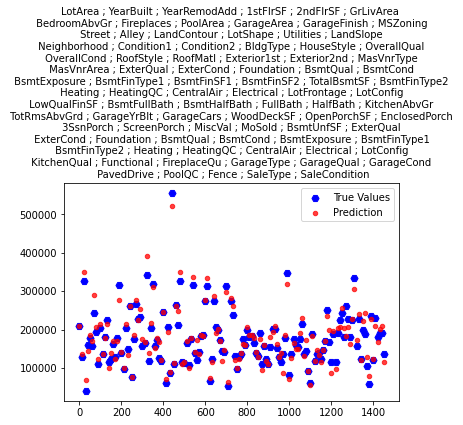 LotArea ; YearBuilt ; YearRemodAdd ; 1stFlrSF ; 2ndFlrSF ; GrLivArea
BedroomAbvGr ; Fireplaces ; PoolArea ; GarageArea ; GarageFinish ; MSZoning
Street ; Alley ; LandContour ; LotShape ; Utilities ; LandSlope
Neighborhood ; Condition1 ; Condition2 ; BldgType ; HouseStyle ; OverallQual
OverallCond ; RoofStyle ; RoofMatl ; Exterior1st ; Exterior2nd ; MasVnrType
MasVnrArea ; ExterQual ; ExterCond ; Foundation ; BsmtQual ; BsmtCond
BsmtExposure ; BsmtFinType1 ; BsmtFinSF1 ; BsmtFinSF2 ; TotalBsmtSF ; BsmtFinType2
Heating ; HeatingQC ; CentralAir ; Electrical ; LotFrontage ; LotConfig
LowQualFinSF ; BsmtFullBath ; BsmtHalfBath ; FullBath ; HalfBath ; KitchenAbvGr
TotRmsAbvGrd ; GarageYrBlt ; GarageCars ; WoodDeckSF ; OpenPorchSF ; EnclosedPorch
3SsnPorch ; ScreenPorch ; MiscVal ; MoSold ; BsmtUnfSF ; ExterQual
ExterCond ; Foundation ; BsmtQual ; BsmtCond ; BsmtExposure ; BsmtFinType1
BsmtFinType2 ; Heating ; HeatingQC ; CentralAir ; Electrical ; LotConfig
KitchenQual ; Functional ; FireplaceQu ; GarageType ; GarageQual ; GarageCond
PavedDrive ; PoolQC ; Fence ; SaleType ; SaleCondition
True Values
Prediction
500000
400000
300000
200000
100000
0 200 400 600 800 1000 1200 1400